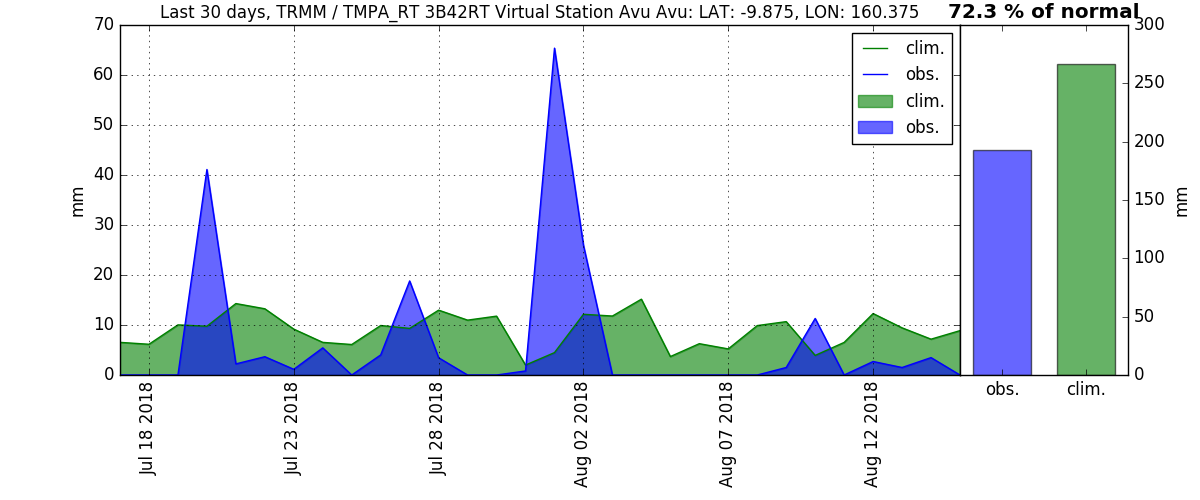 Last 30 days, TRMM / TMPA_RT 3B42RT Virtual Station Avu Avu: LAT: -9.875, LON: 160.375
72.3 % of normal
70
60
50
40
30
20
10
0
mm
clim.
obs.
clim.
obs.
Jul 18 2018
Jul 23 2018
Jul 28 2018
Aug 02 2018
Aug 07 2018
Aug 12 2018
300
250
200
150
100
50
0
mm
obs.
clim.